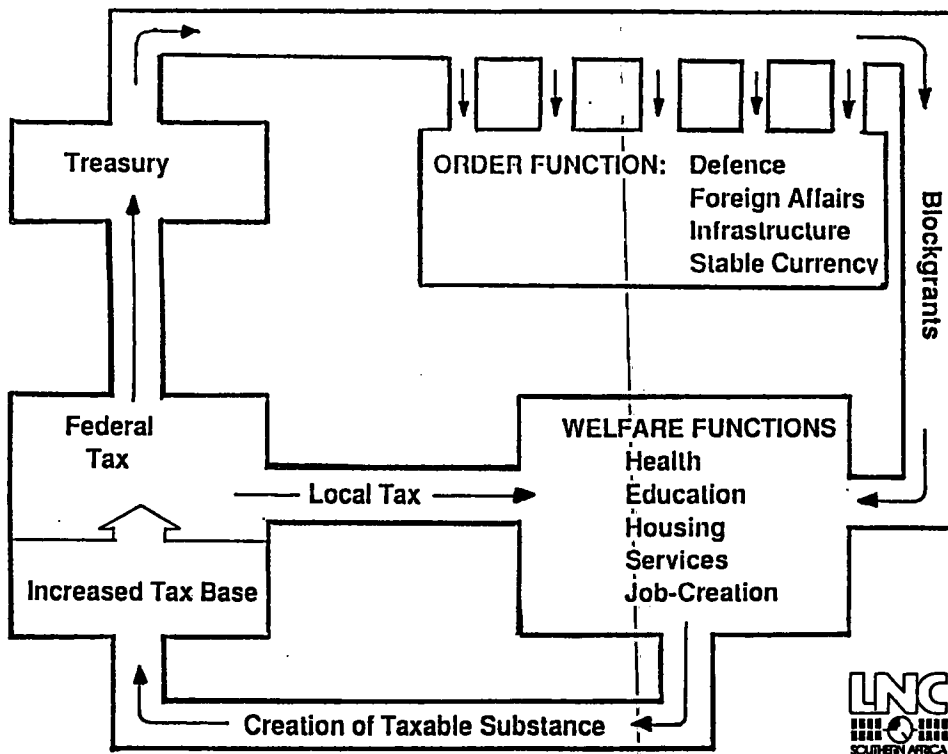 Treasury
ORDER FUNCTION: Defence
Foreign Affairs
Infrastructure
Stable Currency
Blockgrants
Federal
Tax
Local Tax
WELFARE FUNCTIONS
Health
Education
Housing
Services
Job-Creation
Increased Tax Base
Creation of Taxable Substance
LNC
SOUTHERN AFRICA